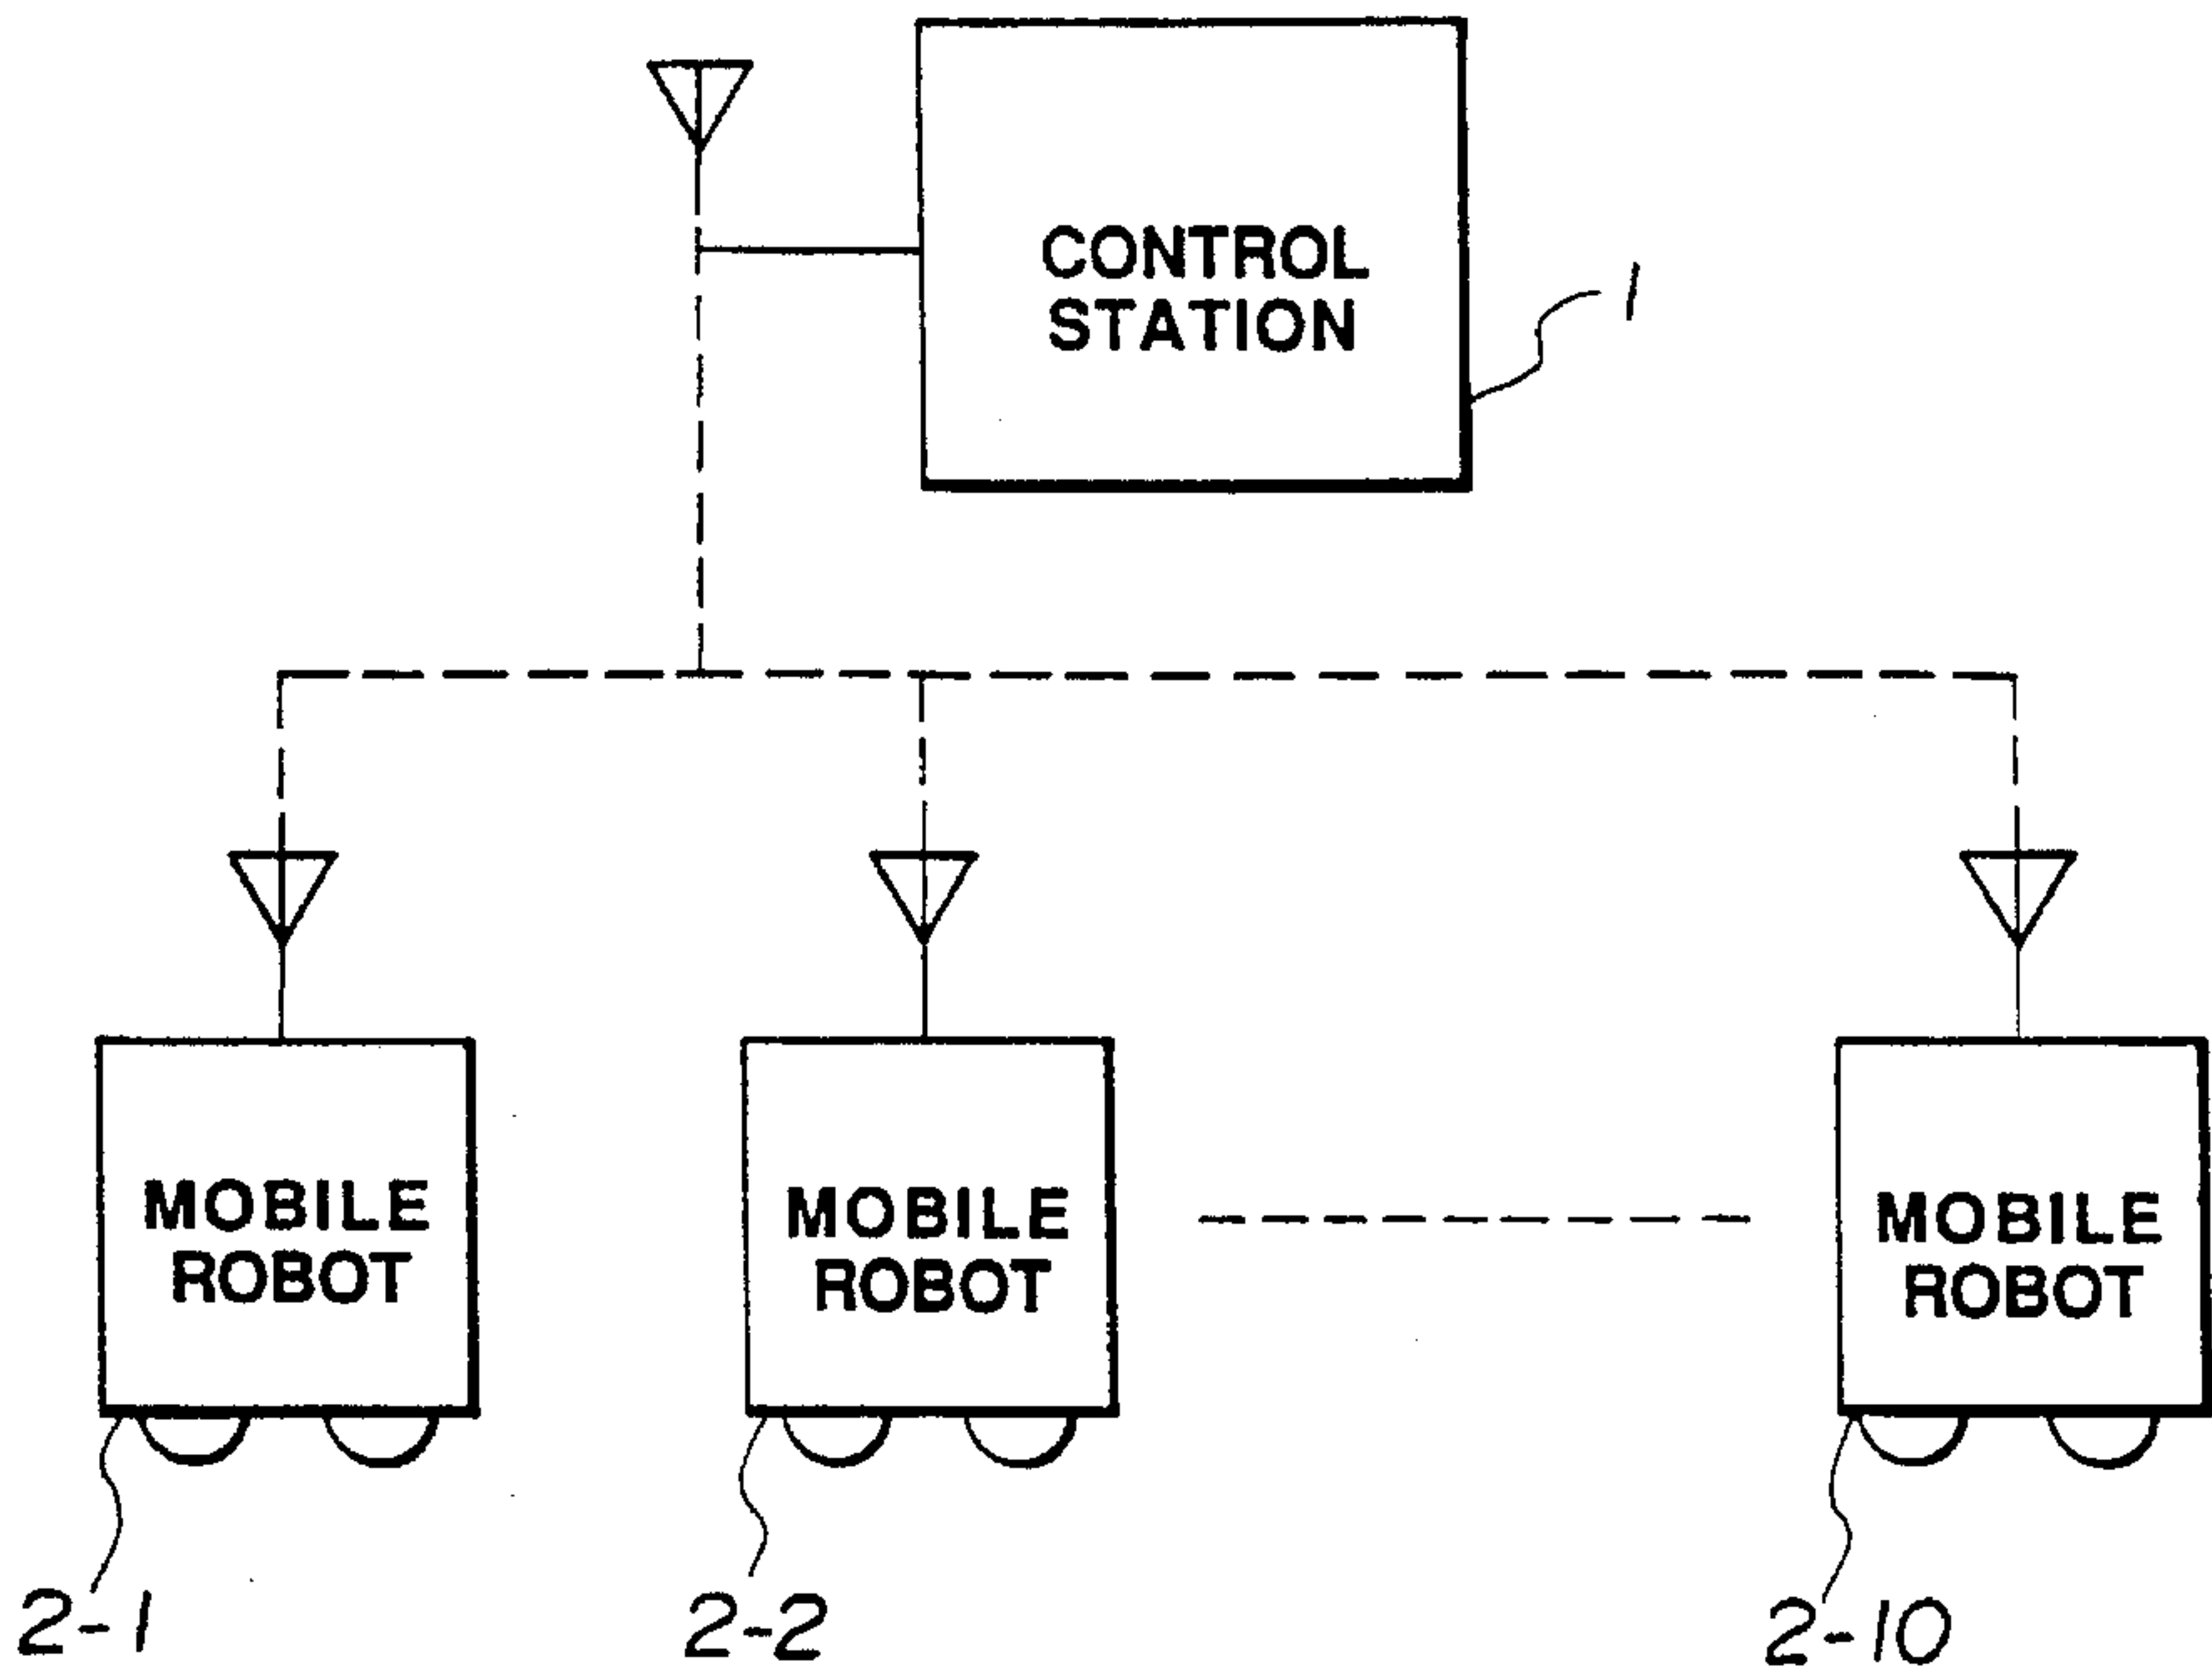 CONTROL
STATION
1
MOBILE
ROBOT
MOBILE
ROBOT
MOBILE
ROBOT
2-1
2-2
2-10